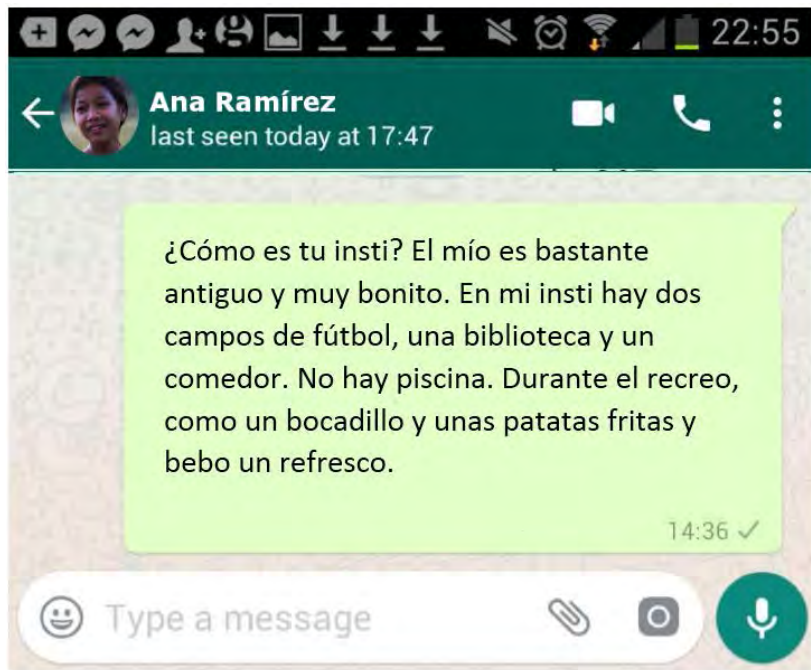 22:55
Ana Ramírez
last seen today at 17:47
¿Cómo es tu insti? El mío es bastante
antiguo y muy bonito. En mi insti hay dos
campos de fútbol, una biblioteca y un
comedor. No hay piscina. Durante el recreo,
como un bocadillo y unas patatas fritas y
bebo un refresco.
14:36
Type a message